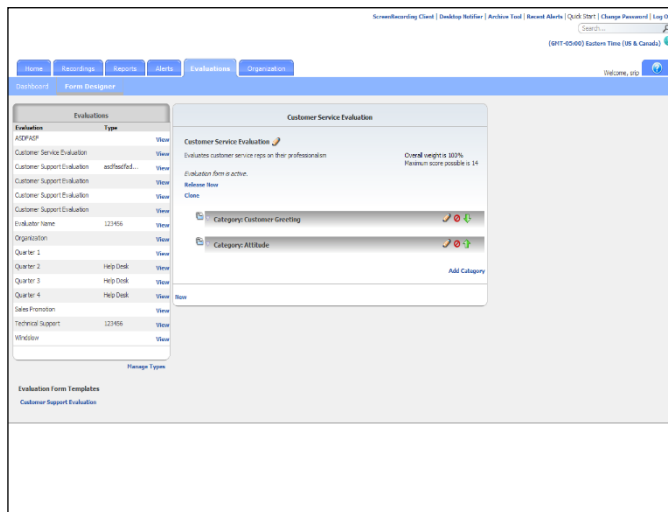 ScreenRecording Client | Desktop Notifier | Archive Tool | Recent Alerts | Quick Start | Change Password | Log O
Search...
(GMT-05:00) Eastern Time (US & Canada)
Home Recordings Reports Alerts Evaluations Organization
Welcome, srip
Dashboard Form Designer
Evaluations
Evaluation Type
ASDFASF View
Customer Service Evaluation View
Customer Support Evaluation asdfasdfad... View
Customer Support Evaluation View
Customer Support Evaluation View
Customer Support Evaluation View
Evaluator Name 123456 View
Organization View
Quarter 1 View
Quarter 2 Help Desk View
Quarter 3 Help Desk View
Quarter 4 Help Desk View
Sales Promotion View
Technical Support 123456 View
Windslow View
Manage Types
Evaluation Form Templates
Customer Support Evaluation
Customer Service Evaluation
Customer Service Evaluation
Evaluates customer service reps on their professionalism
Overall weight is 100%
Maximum score possible is 14
Evaluation form is active.
Release Now
Clone
Category: Customer Greeting
Category: Attitude
Add Category
New